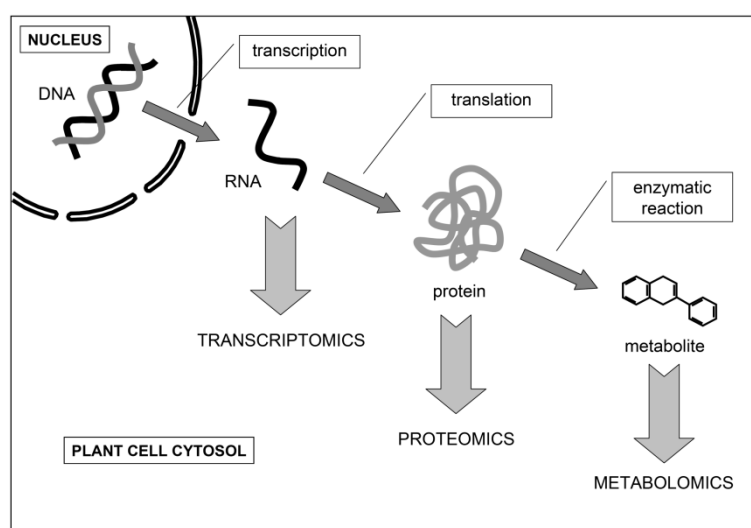 NUCLEUS
transcription
DNA
translation
RNA
enzymatic
reaction
protein
metabolite
TRANSCRIPTOMICS
PROTEOMICS
PLANT CELL CYTOSOL
METABOLOMICS